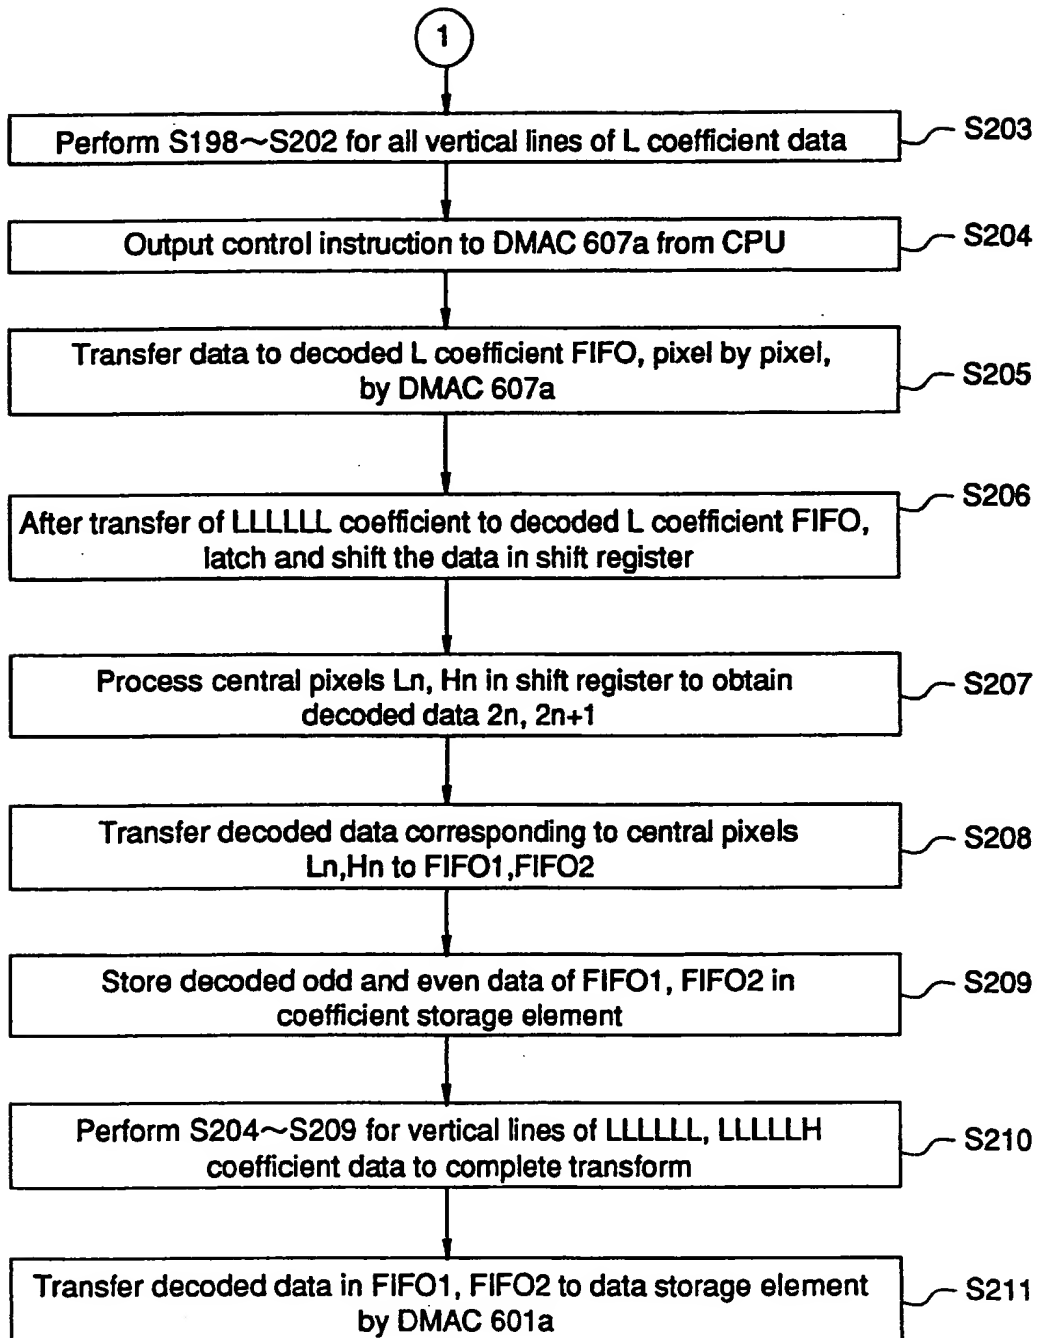 1
Perform S198~S202 for all vertical lines of L coefficient data
S203
Output control instruction to DMAC 607a from CPU
S204
Transfer data to decoded L coefficient FIFO, pixel by pixel,
by DMAC 607a
S205
After transfer of LLLLLL coefficient to decoded L coefficient FIFO,
latch and shift the data in shift register
S206
Process central pixels Ln, Hn in shift register to obtain
decoded data 2n, 2n+1
S207
Transfer decoded data corresponding to central pixels
Ln,Hn to FIFO1,FIFO2
S208
Store decoded odd and even data of FIFO1, FIFO2 in
coefficient storage element
S209
Perform S204~S209 for vertical lines of LLLLLL, LLLLLH
coefficient data to complete transform
S210
Transfer decoded data in FIFO1, FIFO2 to data storage element
by DMAC 601a
S211